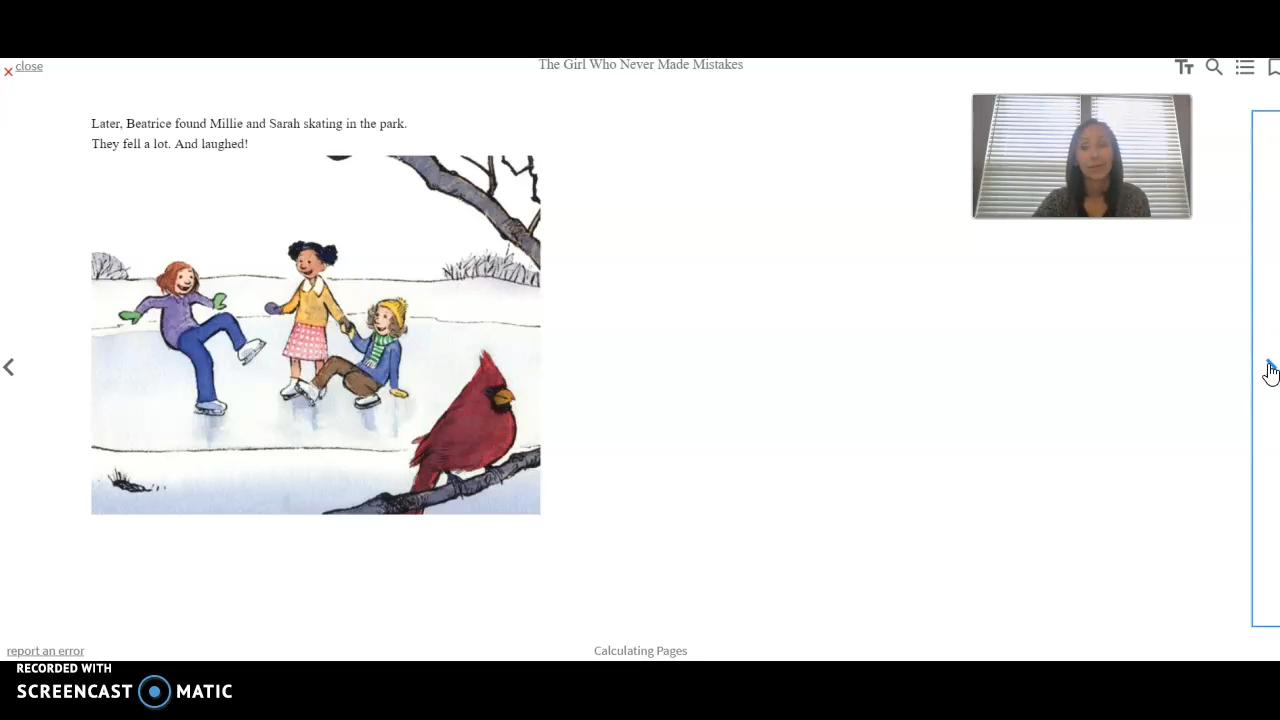 close
The Girl Who Never Made Mistakes
Tт
Later, Beatrice found Millie and Sarah skating in the park.
They fell a lot. And laughed!
report an error
Calculating Pages
RECORDED WITH
SCREENCAST MATIC